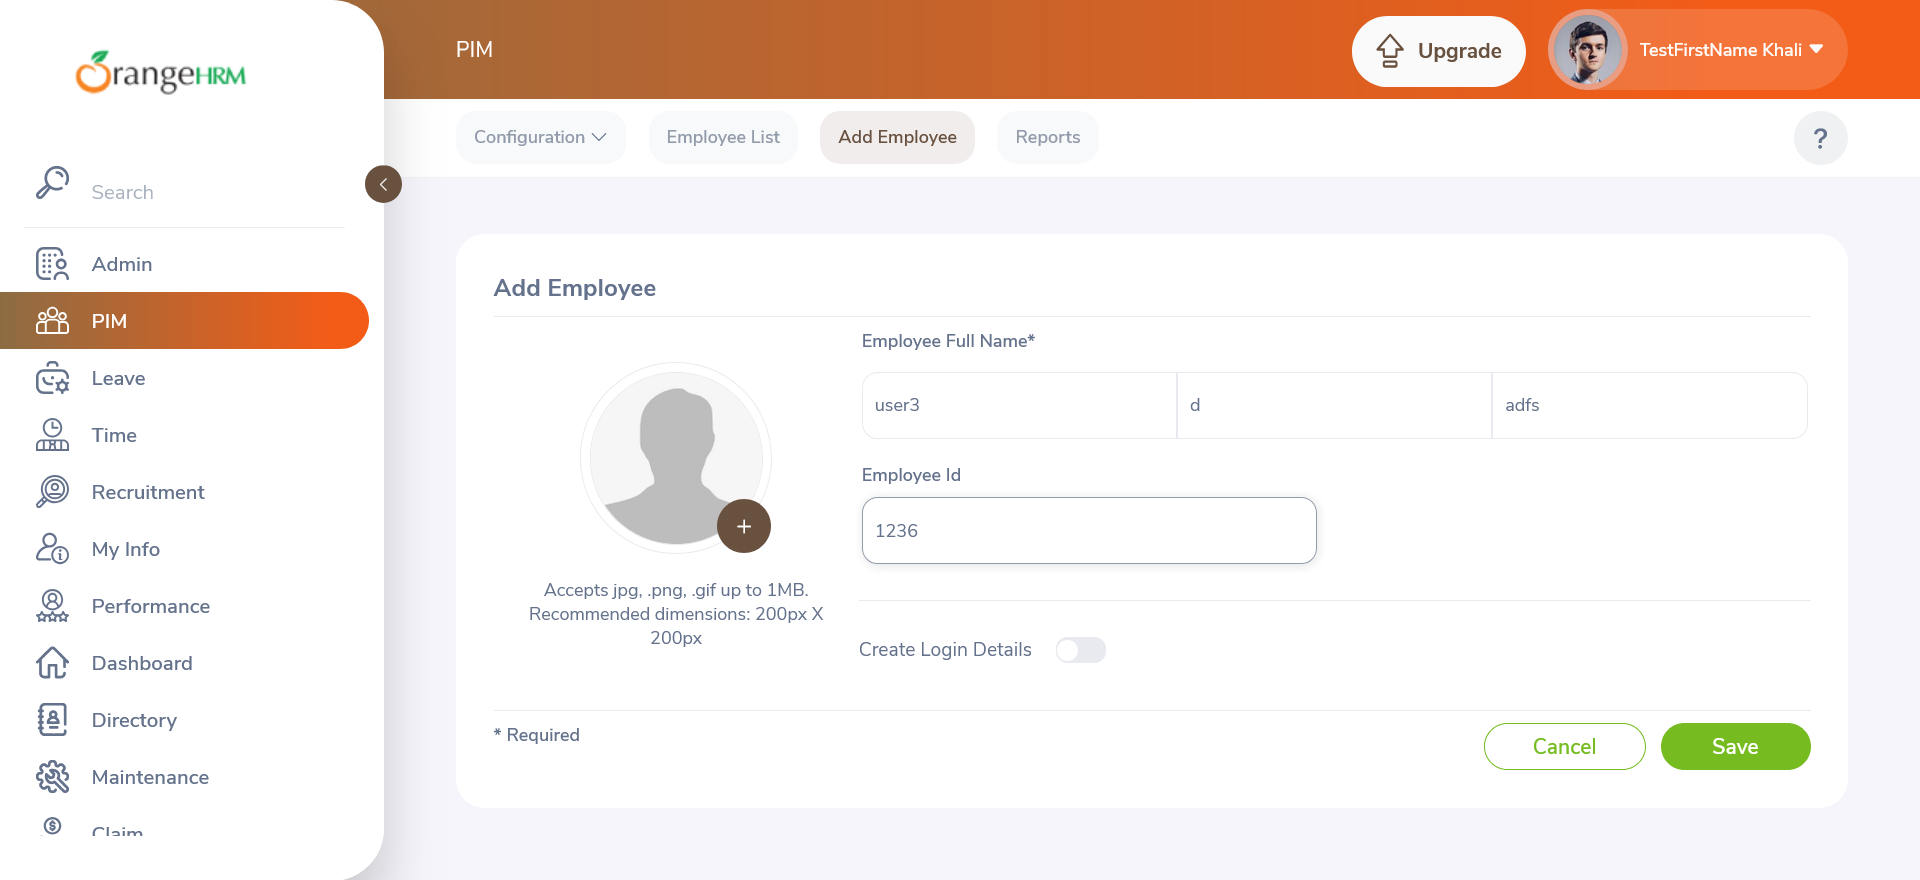 OrangeHRM
PIM
Upgrade
TestFirstName Khali
Configuration
Employee List
Add Employee
Reports
?
Search
Admin
PIM
Leave
Time
Recruitment
My Info
Performance
Dashboard
Directory
Maintenance
Claim
Add Employee
Accepts jpg, .png, .gif up to 1MB.
Recommended dimensions: 200px X
200px
Employee Full Name*
user3
d
adfs
Employee Id
1236
Create Login Details
* Required
Cancel
Save